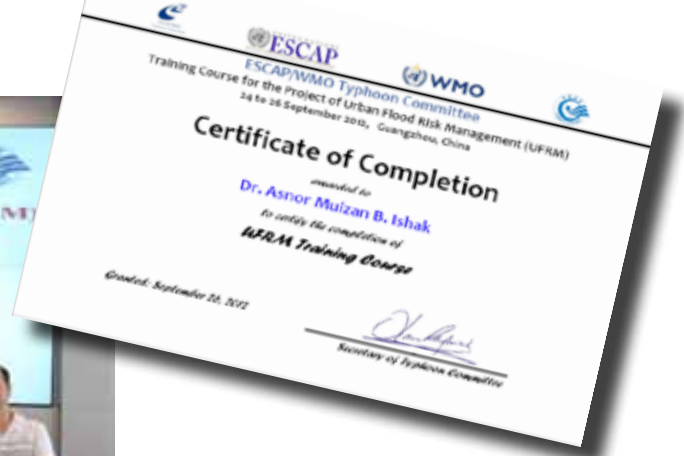 ESCAP
WMO
ESCAP/WMO Typhoon Committee
Training Course for the Project of Urban Flood Risk Management (UFRM)
24 to 26 September 2012, Guangzhou, China
Certificate of Completion
awarded to
Dr. Asnor Muizan B. Ishak
to certify the completion of
UFRM Training Course
Granted: September 26, 2012
Secretary of Typhoon Committee